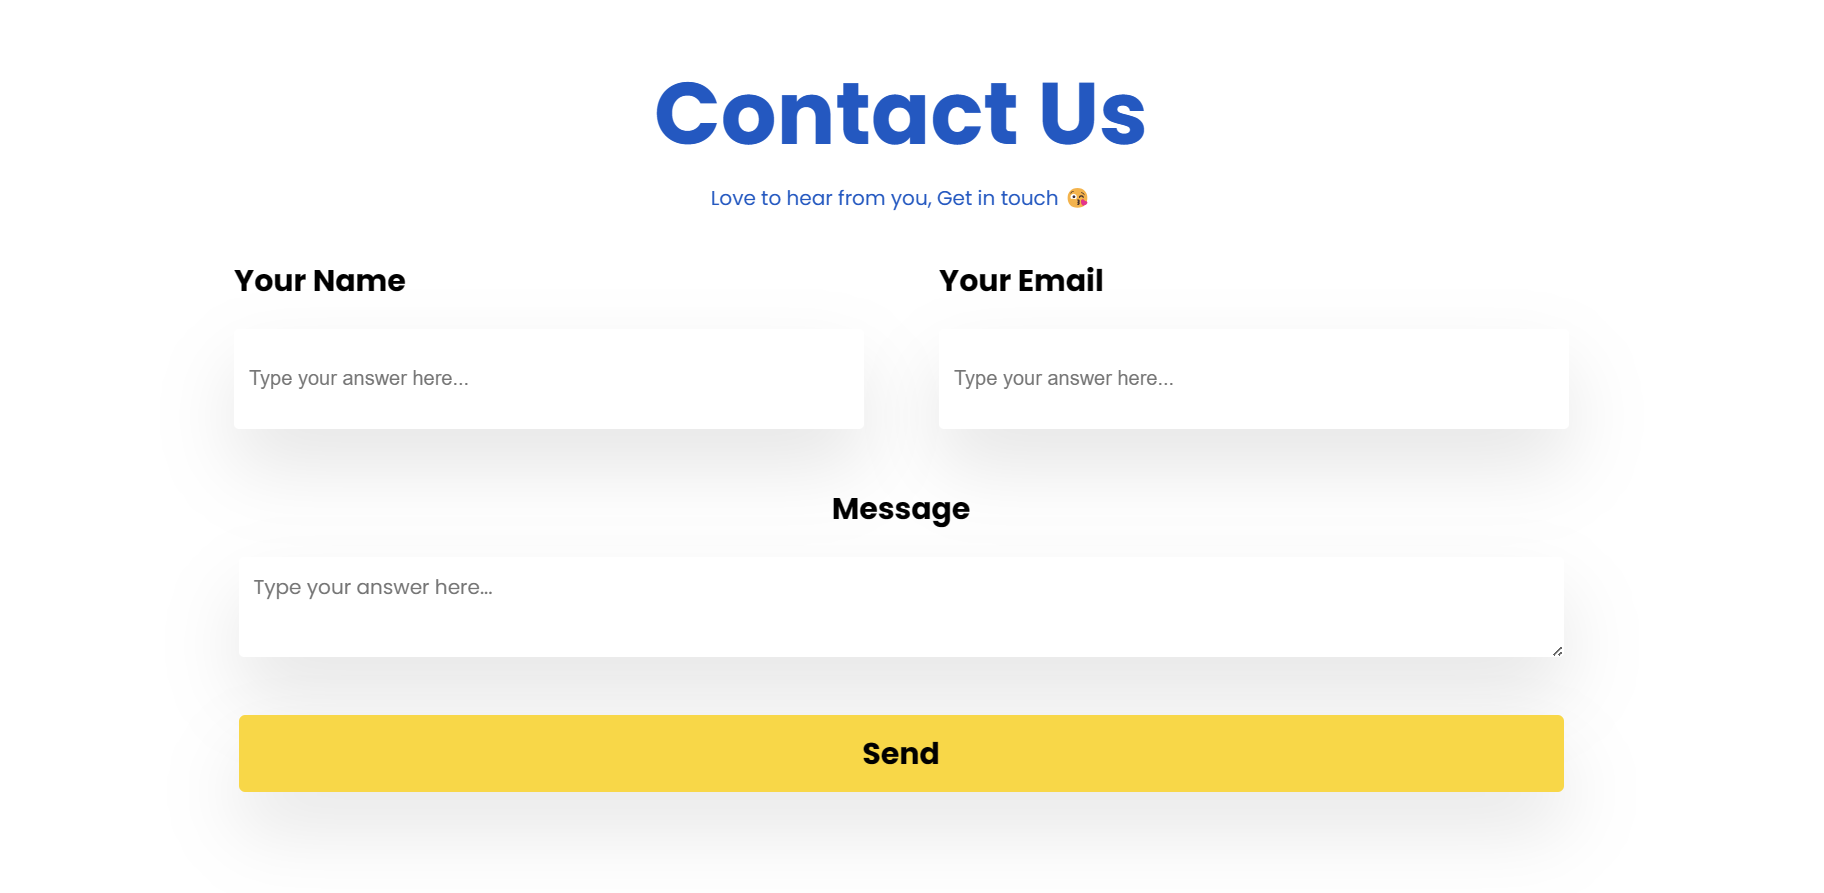 Contact Us
Love to hear from you, Get in touch 😘
Your Name
Your Email
Type your answer here...
Type your answer here...
Message
Type your answer here...
Send